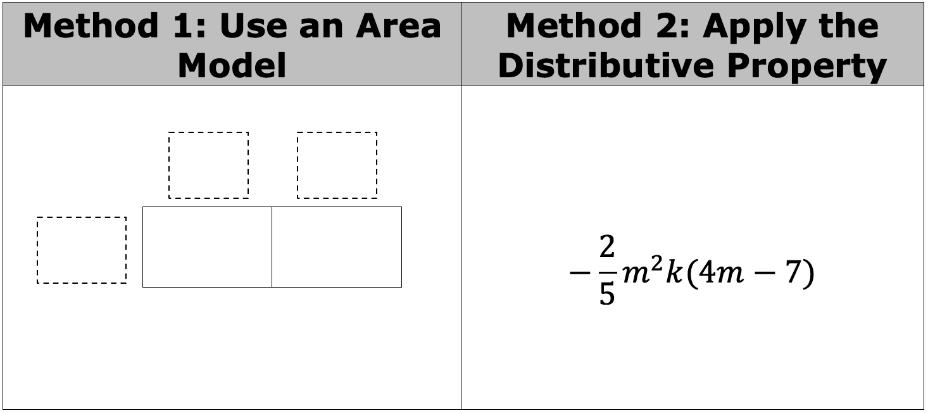 Method 1: Use an Area
Model
Method 2: Apply the
Distributive Property
−2/5 m²k(4m − 7)